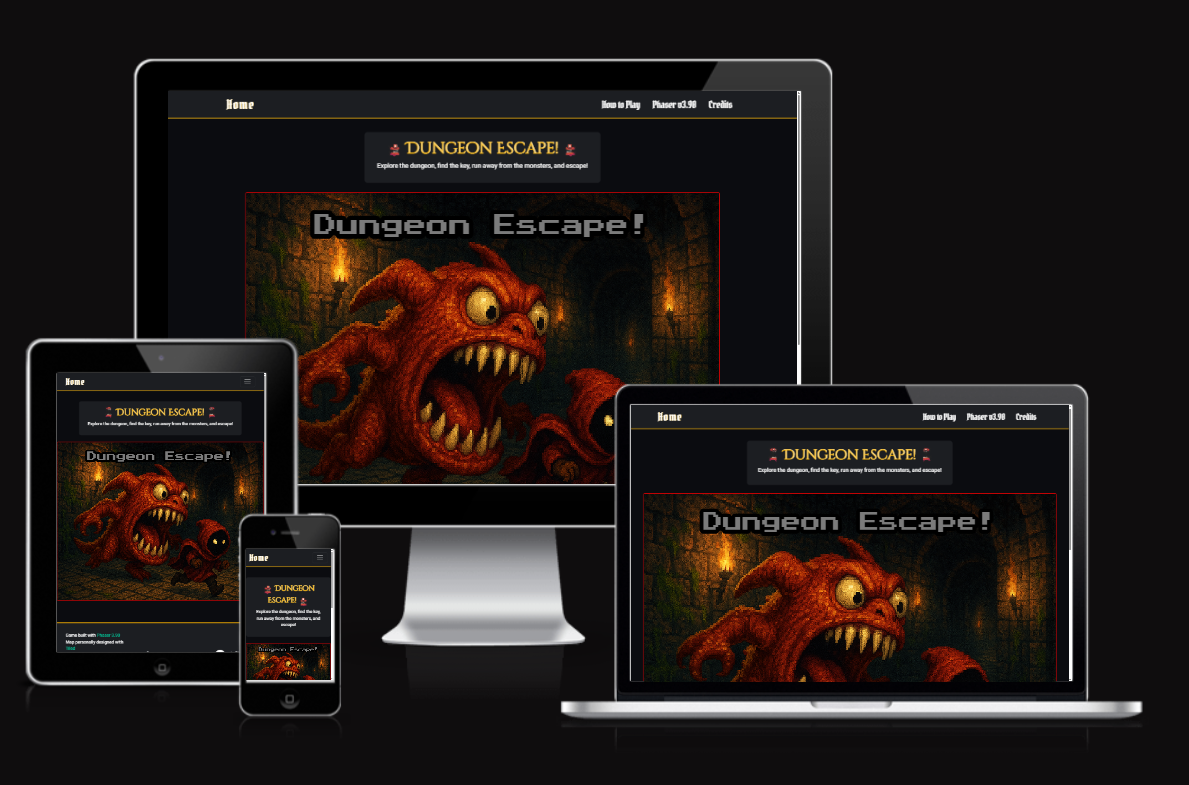 Home
How to Play Phaser v3.90 Credits
DUNGEON ESCAPE!
Explore the dungeon, find the key, run away from the monsters, and escape!
Dungeon Escape!
Home
DUNGEON ESCAPE!
Explore the dungeon, find the key, run away from the monsters, and escape!
Dungeon Escape!
Game built with Phaser 3.90
Map personally designed with
Tiled
Home
DUNGEON
ESCAPE!
Explore the dungeon, find the key,
run away from the monsters, and
escape!
Dungeon Escape!
Home
How to Play Phaser v3.90 Credits
DUNGEON ESCAPE!
Explore the dungeon, find the key, run away from the monsters, and escape!
Dungeon Escape!